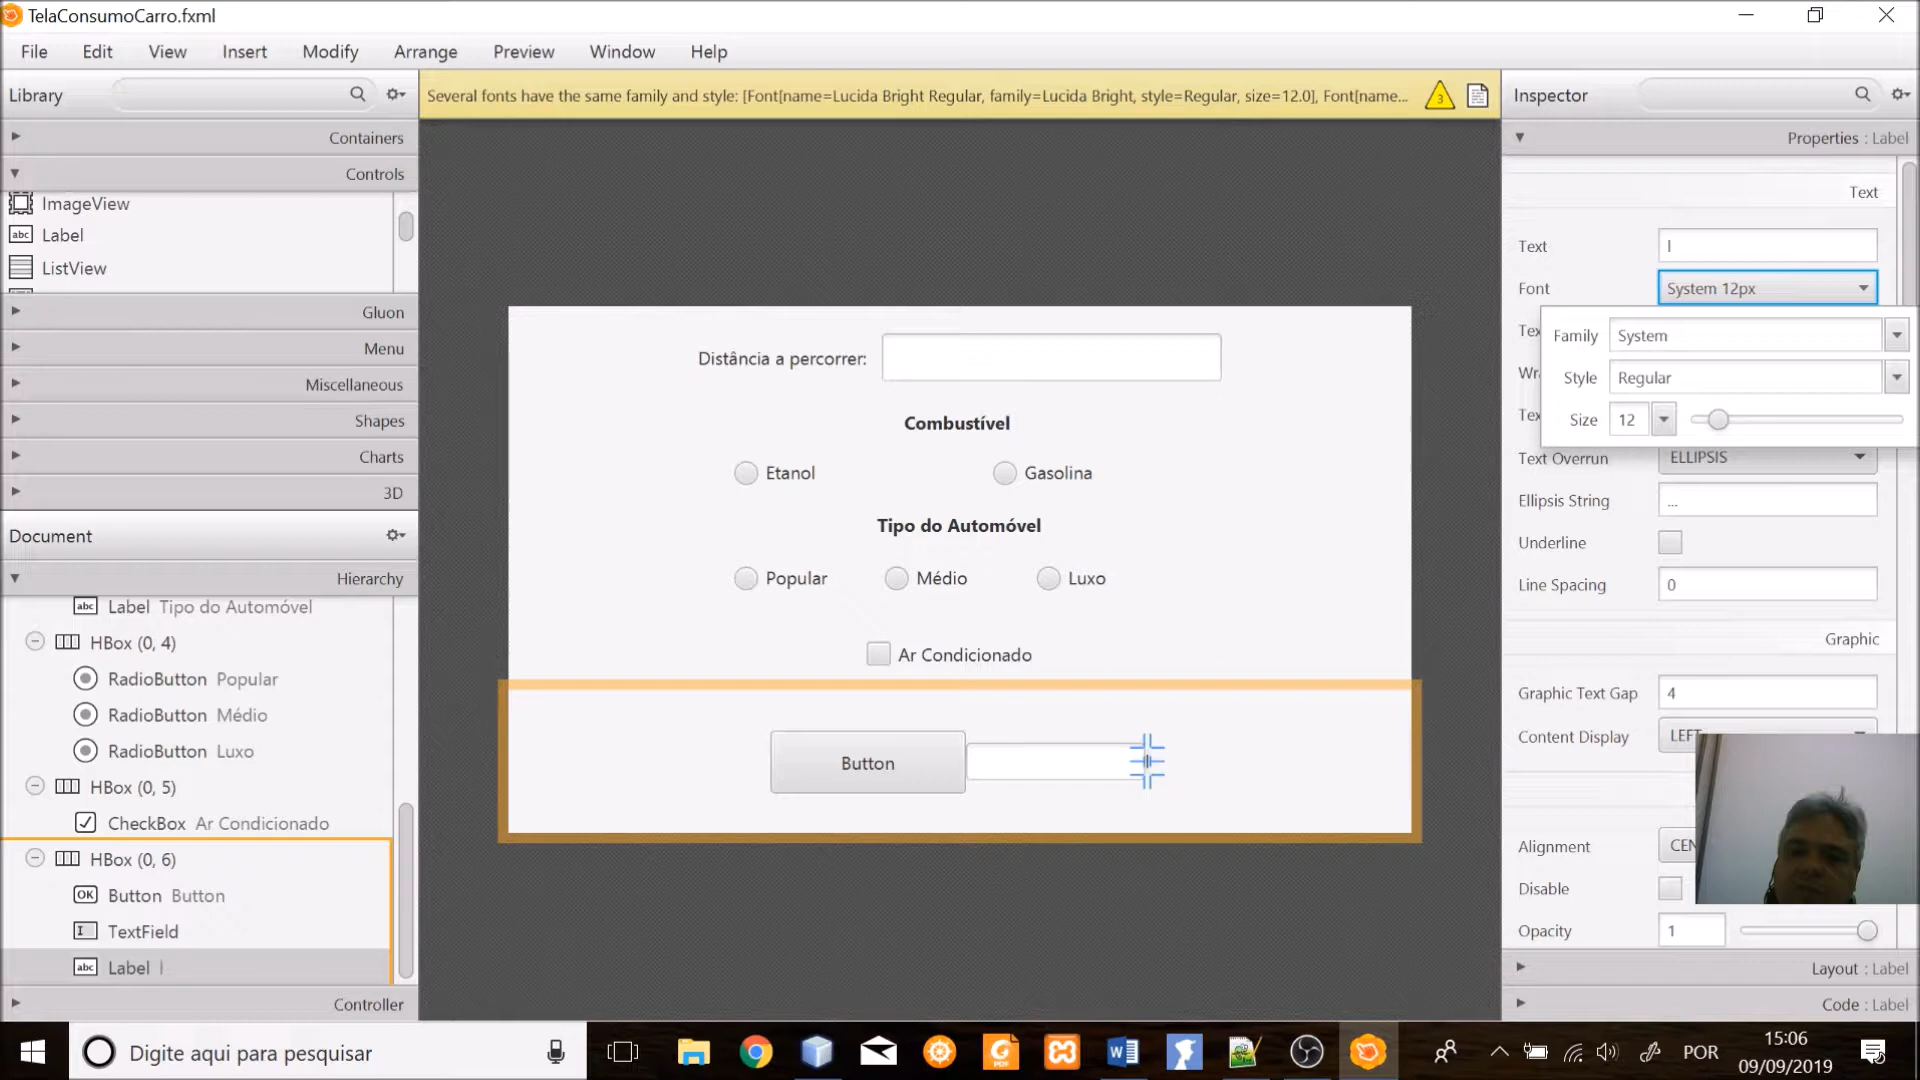 TelaConsumoCarro.fxml
File Edit View Insert Modify Arrange Preview Window Help
Library
Several fonts have the same family and style: [Font[name=Lucida Bright Regular, family=Lucida Bright, style=Regular, size=12.0], Font[name...
3
Inspector
Containers
Controls
ImageView
Label
ListView
Gluon
Menu
Miscellaneous
Shapes
Charts
3D
Document
Hierarchy
Label Tipo do Automóvel
HBox (0, 4)
RadioButton Popular
RadioButton Médio
RadioButton Luxo
HBox (0, 5)
CheckBox Ar Condicionado
HBox (0, 6)
OK Button Button
TextField
abc Label l
Controller
Distância a percorrer:
Combustível
Etanol Gasolina
Tipo do Automóvel
Popular Médio Luxo
Ar Condicionado
Button
Properties : Label
Text
Text l
Font System 12px
Family System
Style Regular
Size 12
Text Overrun ELLIPSIS
Ellipsis String ...
Underline
Line Spacing 0
Graphic
Graphic Text Gap 4
Content Display LEFT
Alignment CEN
Disable
Opacity 1
Layout : Label
Code : Label
Digite aqui para pesquisar
POR
15:06
09/09/2019